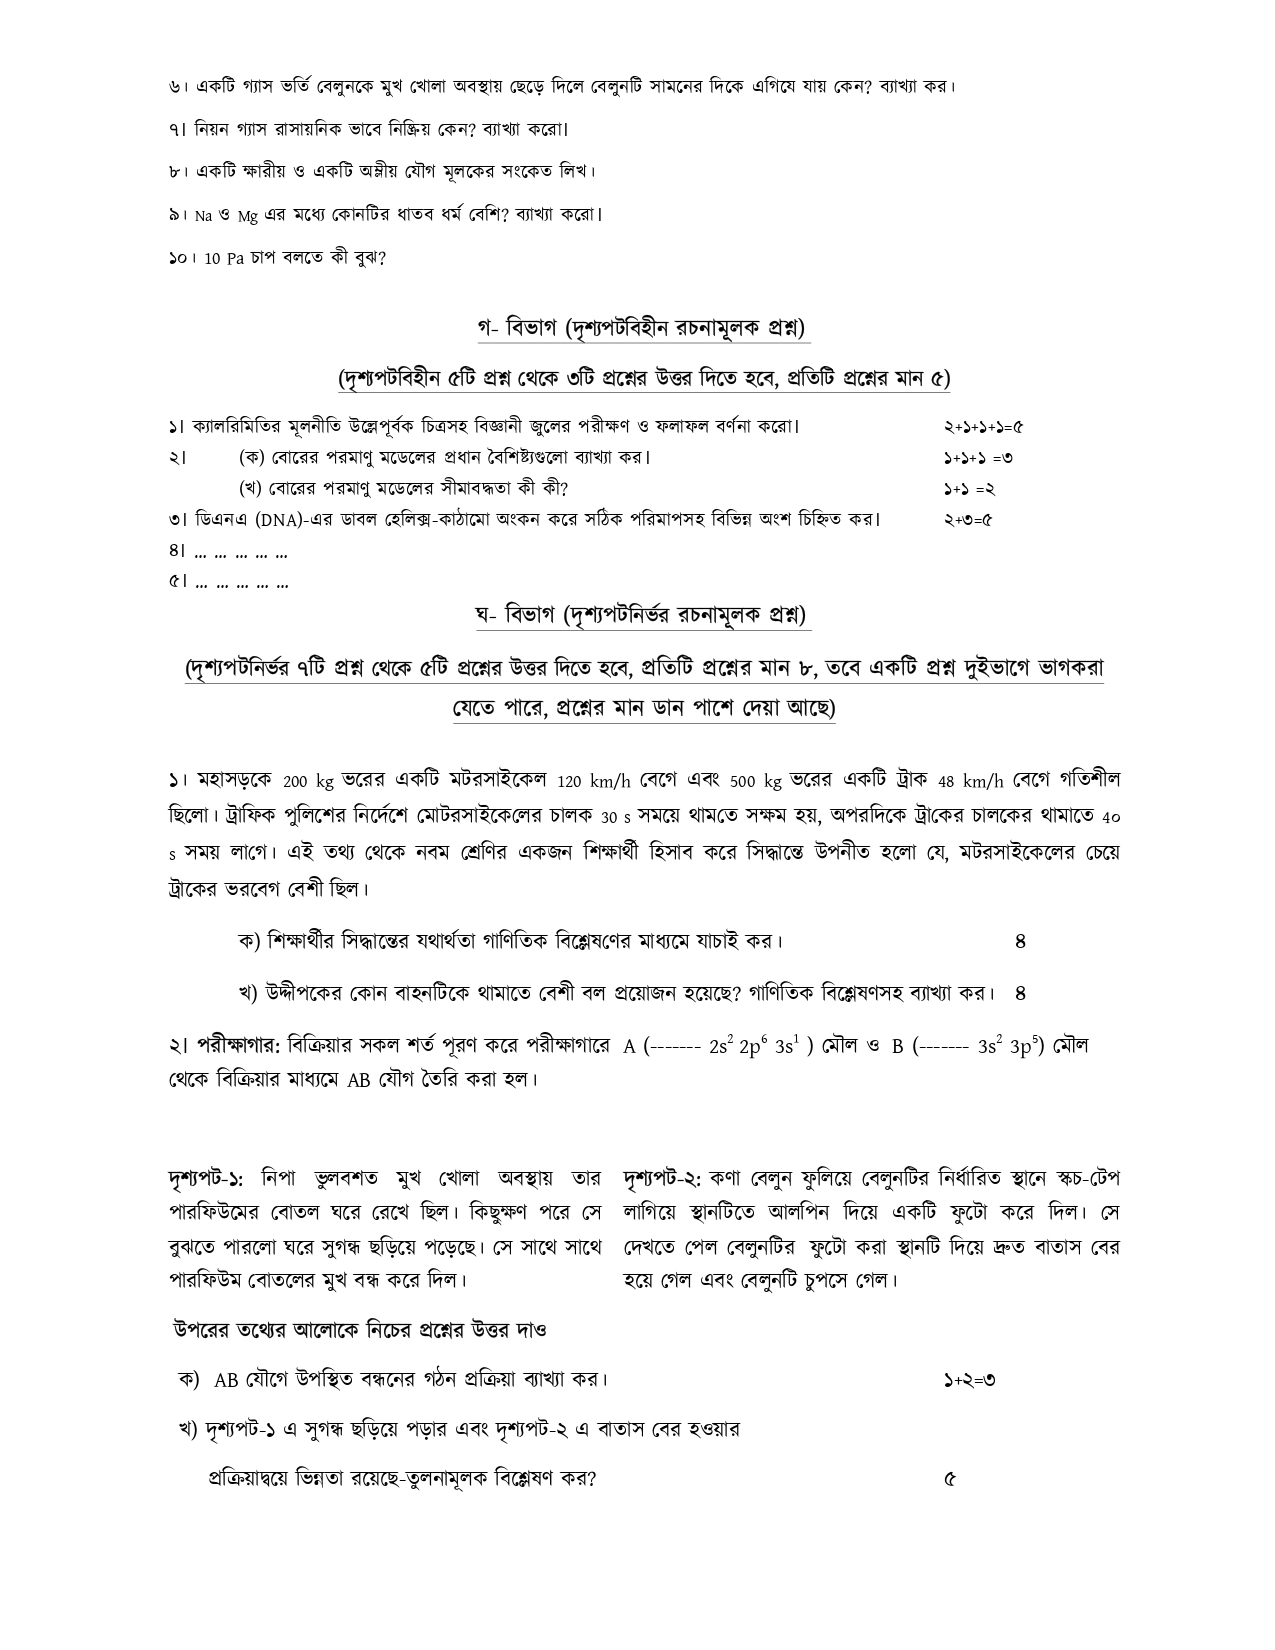 ৬। একটি গ্যাস ভর্তি বেলুনকে মুখ খোলা অবস্থায় ছেড়ে দিলে বেলুনটি সামনের দিকে এগিযে যায় কেন? ব্যাখ্যা কর।
৭। নিয়ন গ্যাস রাসায়নিক ভাবে নিষ্ক্রিয় কেন? ব্যাখ্যা করো।
৮। একটি ক্ষারীয় ও একটি অম্লীয় যৌগ মূলকের সংকেত লিখ।
৯। Na ও Mg এর মধ্যে কোনটির ধাতব ধর্ম বেশি? ব্যাখ্যা করো।
১০। 10 Pa চাপ বলতে কী বুঝ?
গ- বিভাগ (দৃশ্যপটবিহীন রচনামূলক প্রশ্ন)
(দৃশ্যপটবিহীন ৫টি প্রশ্ন থেকে ৩টি প্রশ্নের উত্তর দিতে হবে, প্রতিটি প্রশ্নের মান ৫)
১। ক্যালরিমিতির মূলনীতি উল্লেপূর্বক চিত্রসহ বিজ্ঞানী জুলের পরীক্ষণ ও ফলাফল বর্ণনা করো। ২+১+১+১=৫
২। (ক) বোরের পরমাণু মডেলের প্রধান বৈশিষ্ট্যগুলো ব্যাখ্যা কর। ১+১+১ =৩
(খ) বোরের পরমাণু মডেলের সীমাবদ্ধতা কী কী? ১+১ =২
৩। ডিএনএ (DNA)-এর ডাবল হেলিক্স-কাঠামো অংকন করে সঠিক পরিমাপসহ বিভিন্ন অংশ চিহ্নিত কর। ২+৩=৫
৪। ... ... ... ... ...
৫। ... ... ... ... ...
ঘ- বিভাগ (দৃশ্যপটনির্ভর রচনামূলক প্রশ্ন)
(দৃশ্যপটনির্ভর ৭টি প্রশ্ন থেকে ৫টি প্রশ্নের উত্তর দিতে হবে, প্রতিটি প্রশ্নের মান ৮, তবে একটি প্রশ্ন দুইভাগে ভাগকরা
যেতে পারে, প্রশ্নের মান ডান পাশে দেয়া আছে)
১। মহাসড়কে 200 kg ভরের একটি মটরসাইকেল 120 km/h বেগে এবং 500 kg ভরের একটি ট্রাক 48 km/h বেগে গতিশীল
ছিলো। ট্রাফিক পুলিশের নির্দেশে মোটরসাইকেলের চালক 30 s সময়ে থামতে সক্ষম হয়, অপরদিকে ট্রাকের চালকের থামাতে ৪০
s সময় লাগে। এই তথ্য থেকে নবম শ্রেণির একজন শিক্ষার্থী হিসাব করে সিদ্ধান্তে উপনীত হলো যে, মটরসাইকেলের চেয়ে
ট্রাকের ভরবেগ বেশী ছিল।
ক) শিক্ষার্থীর সিদ্ধান্তের যথার্থতা গাণিতিক বিশ্লেষণের মাধ্যমে যাচাই কর। ৪
খ) উদ্দীপকের কোন বাহনটিকে থামাতে বেশী বল প্রয়োজন হয়েছে? গাণিতিক বিশ্লেষণসহ ব্যাখ্যা কর। ৪
২। পরীক্ষাগার: বিক্রিয়ার সকল শর্ত পূরণ করে পরীক্ষাগারে A (------- 2s² 2p⁶ 3s¹ ) মৌল ও B (------- 3s² 3p⁵) মৌল
থেকে বিক্রিয়ার মাধ্যমে AB যৌগ তৈরি করা হল।
দৃশ্যপট-১: নিপা ভুলবশত মুখ খোলা অবস্থায় তার
পারফিউমের বোতল ঘরে রেখে ছিল। কিছুক্ষণ পরে সে
বুঝতে পারলো ঘরে সুগন্ধ ছড়িয়ে পড়েছে। সে সাথে সাথে
পারফিউম বোতলের মুখ বন্ধ করে দিল।
দৃশ্যপট-২: কণা বেলুন ফুলিয়ে বেলুনটির নির্ধারিত স্থানে স্কচ-টেপ
লাগিয়ে স্থানটিতে আলপিন দিয়ে একটি ফুটো করে দিল। সে
দেখতে পেল বেলুনটির ফুটো করা স্থানটি দিয়ে দ্রুত বাতাস বের
হয়ে গেল এবং বেলুনটি চুপসে গেল।
উপরের তথ্যের আলোকে নিচের প্রশ্নের উত্তর দাও
ক) AB যৌগে উপস্থিত বন্ধনের গঠন প্রক্রিয়া ব্যাখ্যা কর। ১+২=৩
খ) দৃশ্যপট-১ এ সুগন্ধ ছড়িয়ে পড়ার এবং দৃশ্যপট-২ এ বাতাস বের হওয়ার
প্রক্রিয়াদ্বয়ে ভিন্নতা রয়েছে-তুলনামূলক বিশ্লেষণ কর? ৫